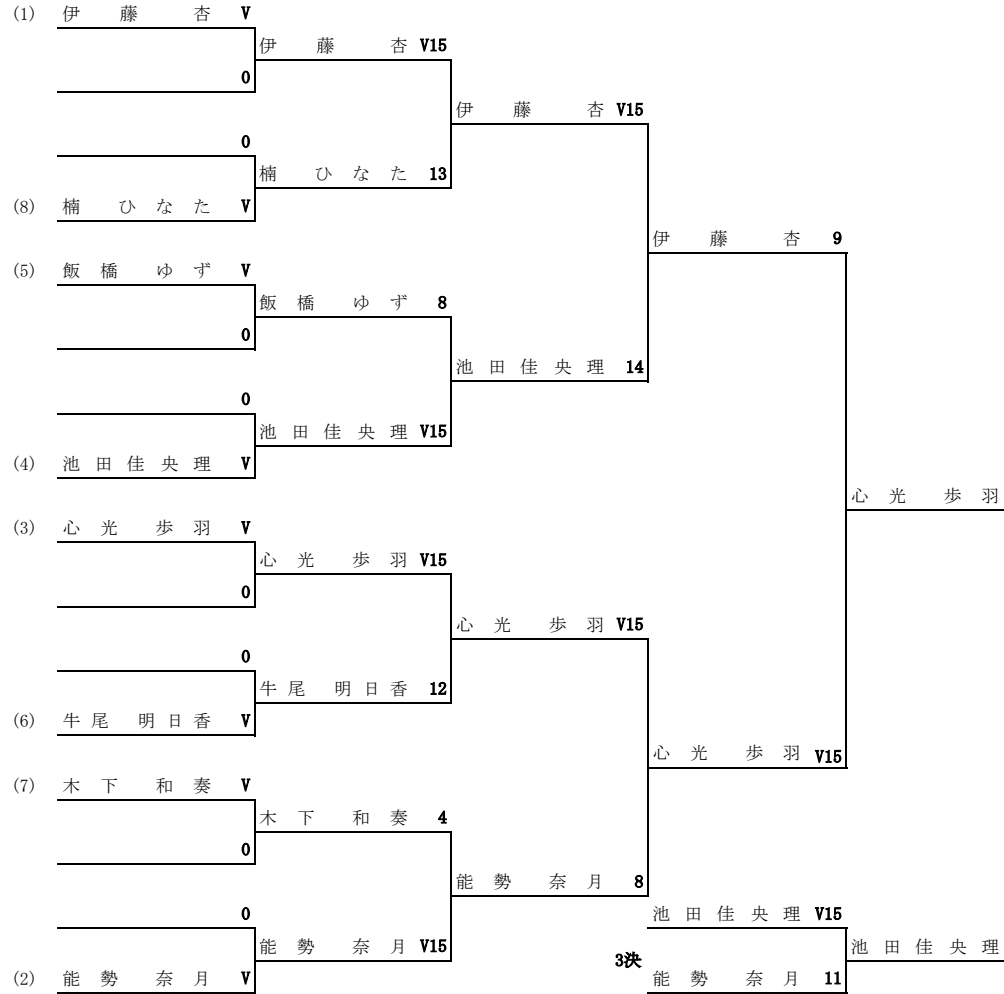 (1) 伊藤 杏 V
伊藤 杏 V15
0
伊藤 杏 V15
0
楠 ひなた 13
(8) 楠 ひなた V
伊藤 杏 9
(5) 飯橋 ゆず V
飯橋 ゆず 8
0
池田佳央理 14
0
池田佳央理 V15
(4) 池田佳央理 V
心光 歩羽
(3) 心光 歩羽 V
心光 歩羽 V15
0
心光 歩羽 V15
0
牛尾 明日香 12
(6) 牛尾 明日香 V
心光 歩羽 V15
(7) 木下 和奏 V
木下 和奏 4
0
能勢 奈月 8
0
池田佳央理 V15
能勢 奈月 V15
池田佳央理
3決
(2) 能勢 奈月 V
能勢 奈月 11